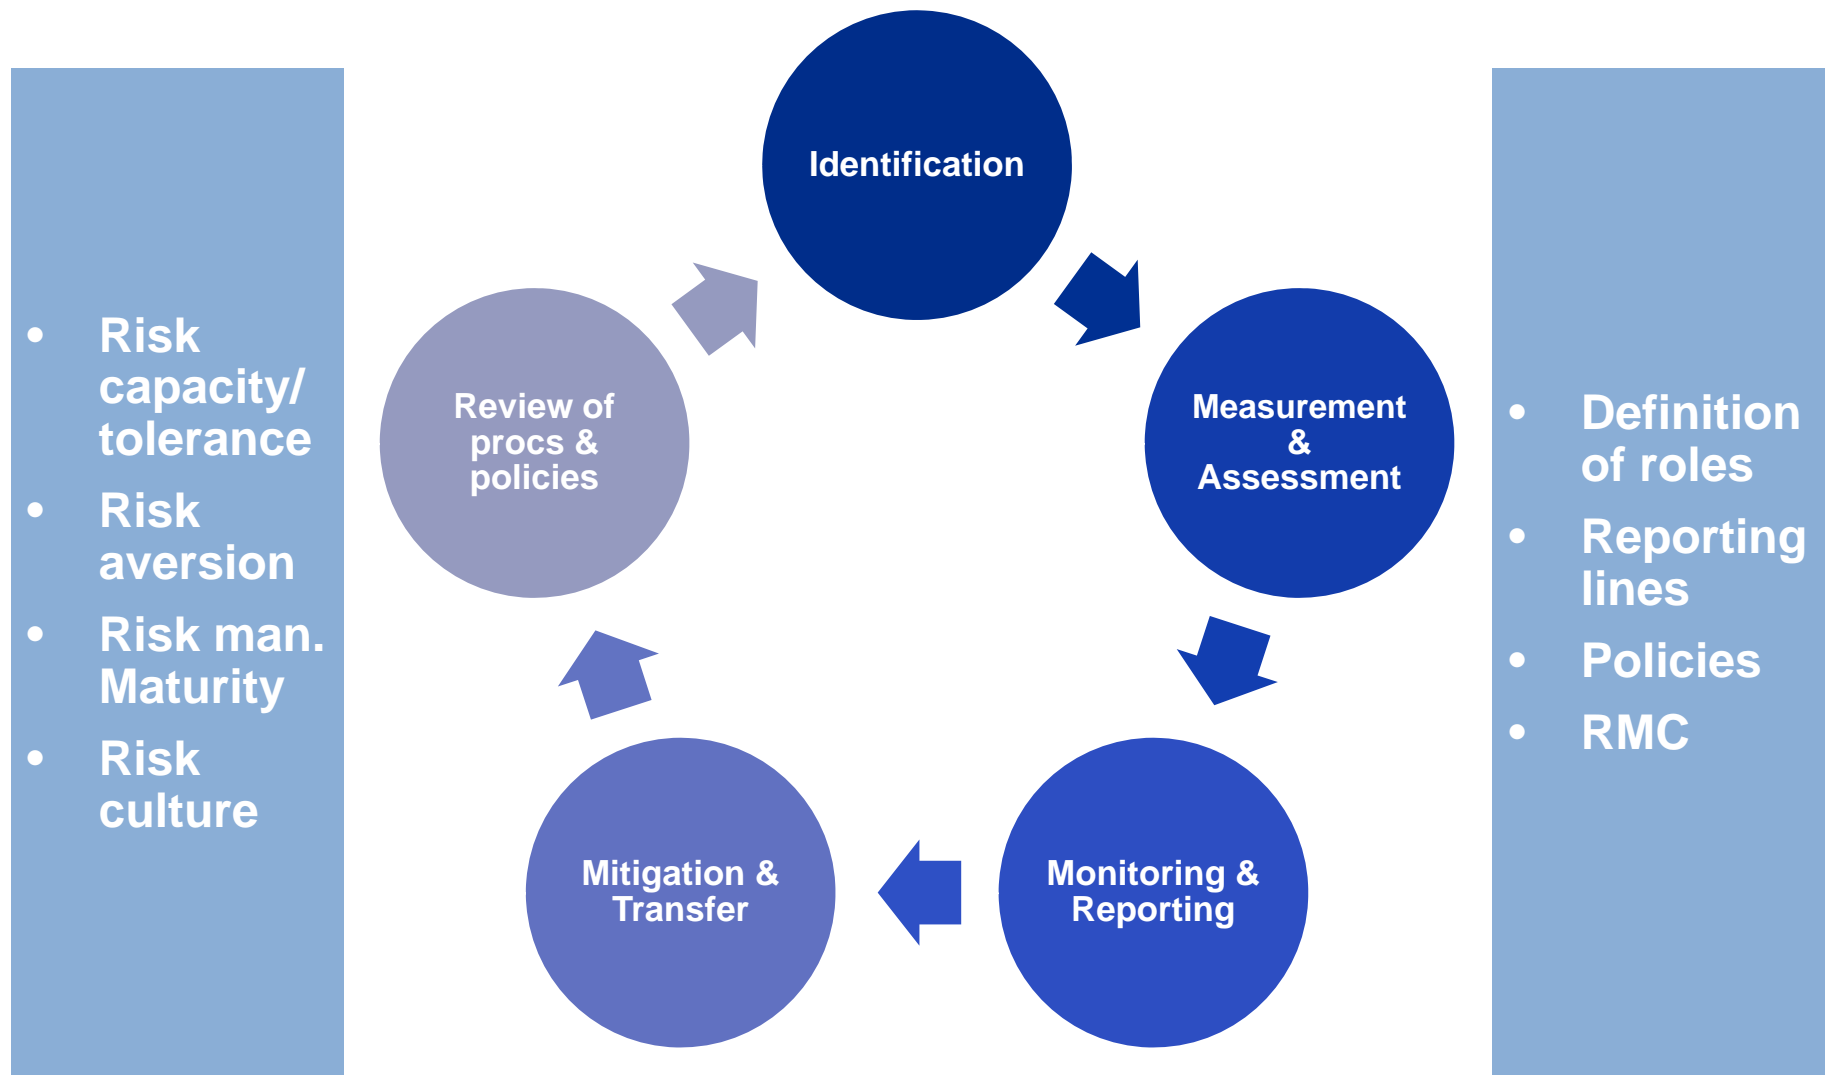 • Risk
capacity/
tolerance
• Risk
aversion
• Risk man.
Maturity
• Risk
culture
Identification
Measurement
&
Assessment
Monitoring &
Reporting
Mitigation &
Transfer
Review of
procs &
policies
• Definition
of roles
• Reporting
lines
• Policies
• RMC